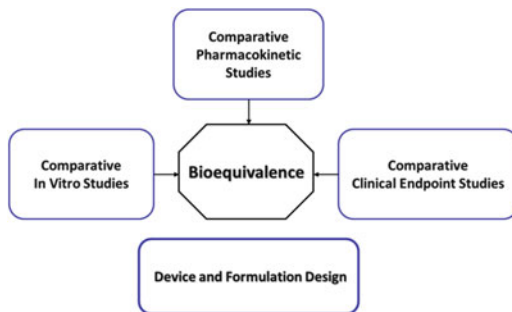 Comparative
Pharmacokinetic
Studies
Comparative
In Vitro Studies
Bioequivalence
Comparative
Clinical Endpoint Studies
Device and Formulation Design